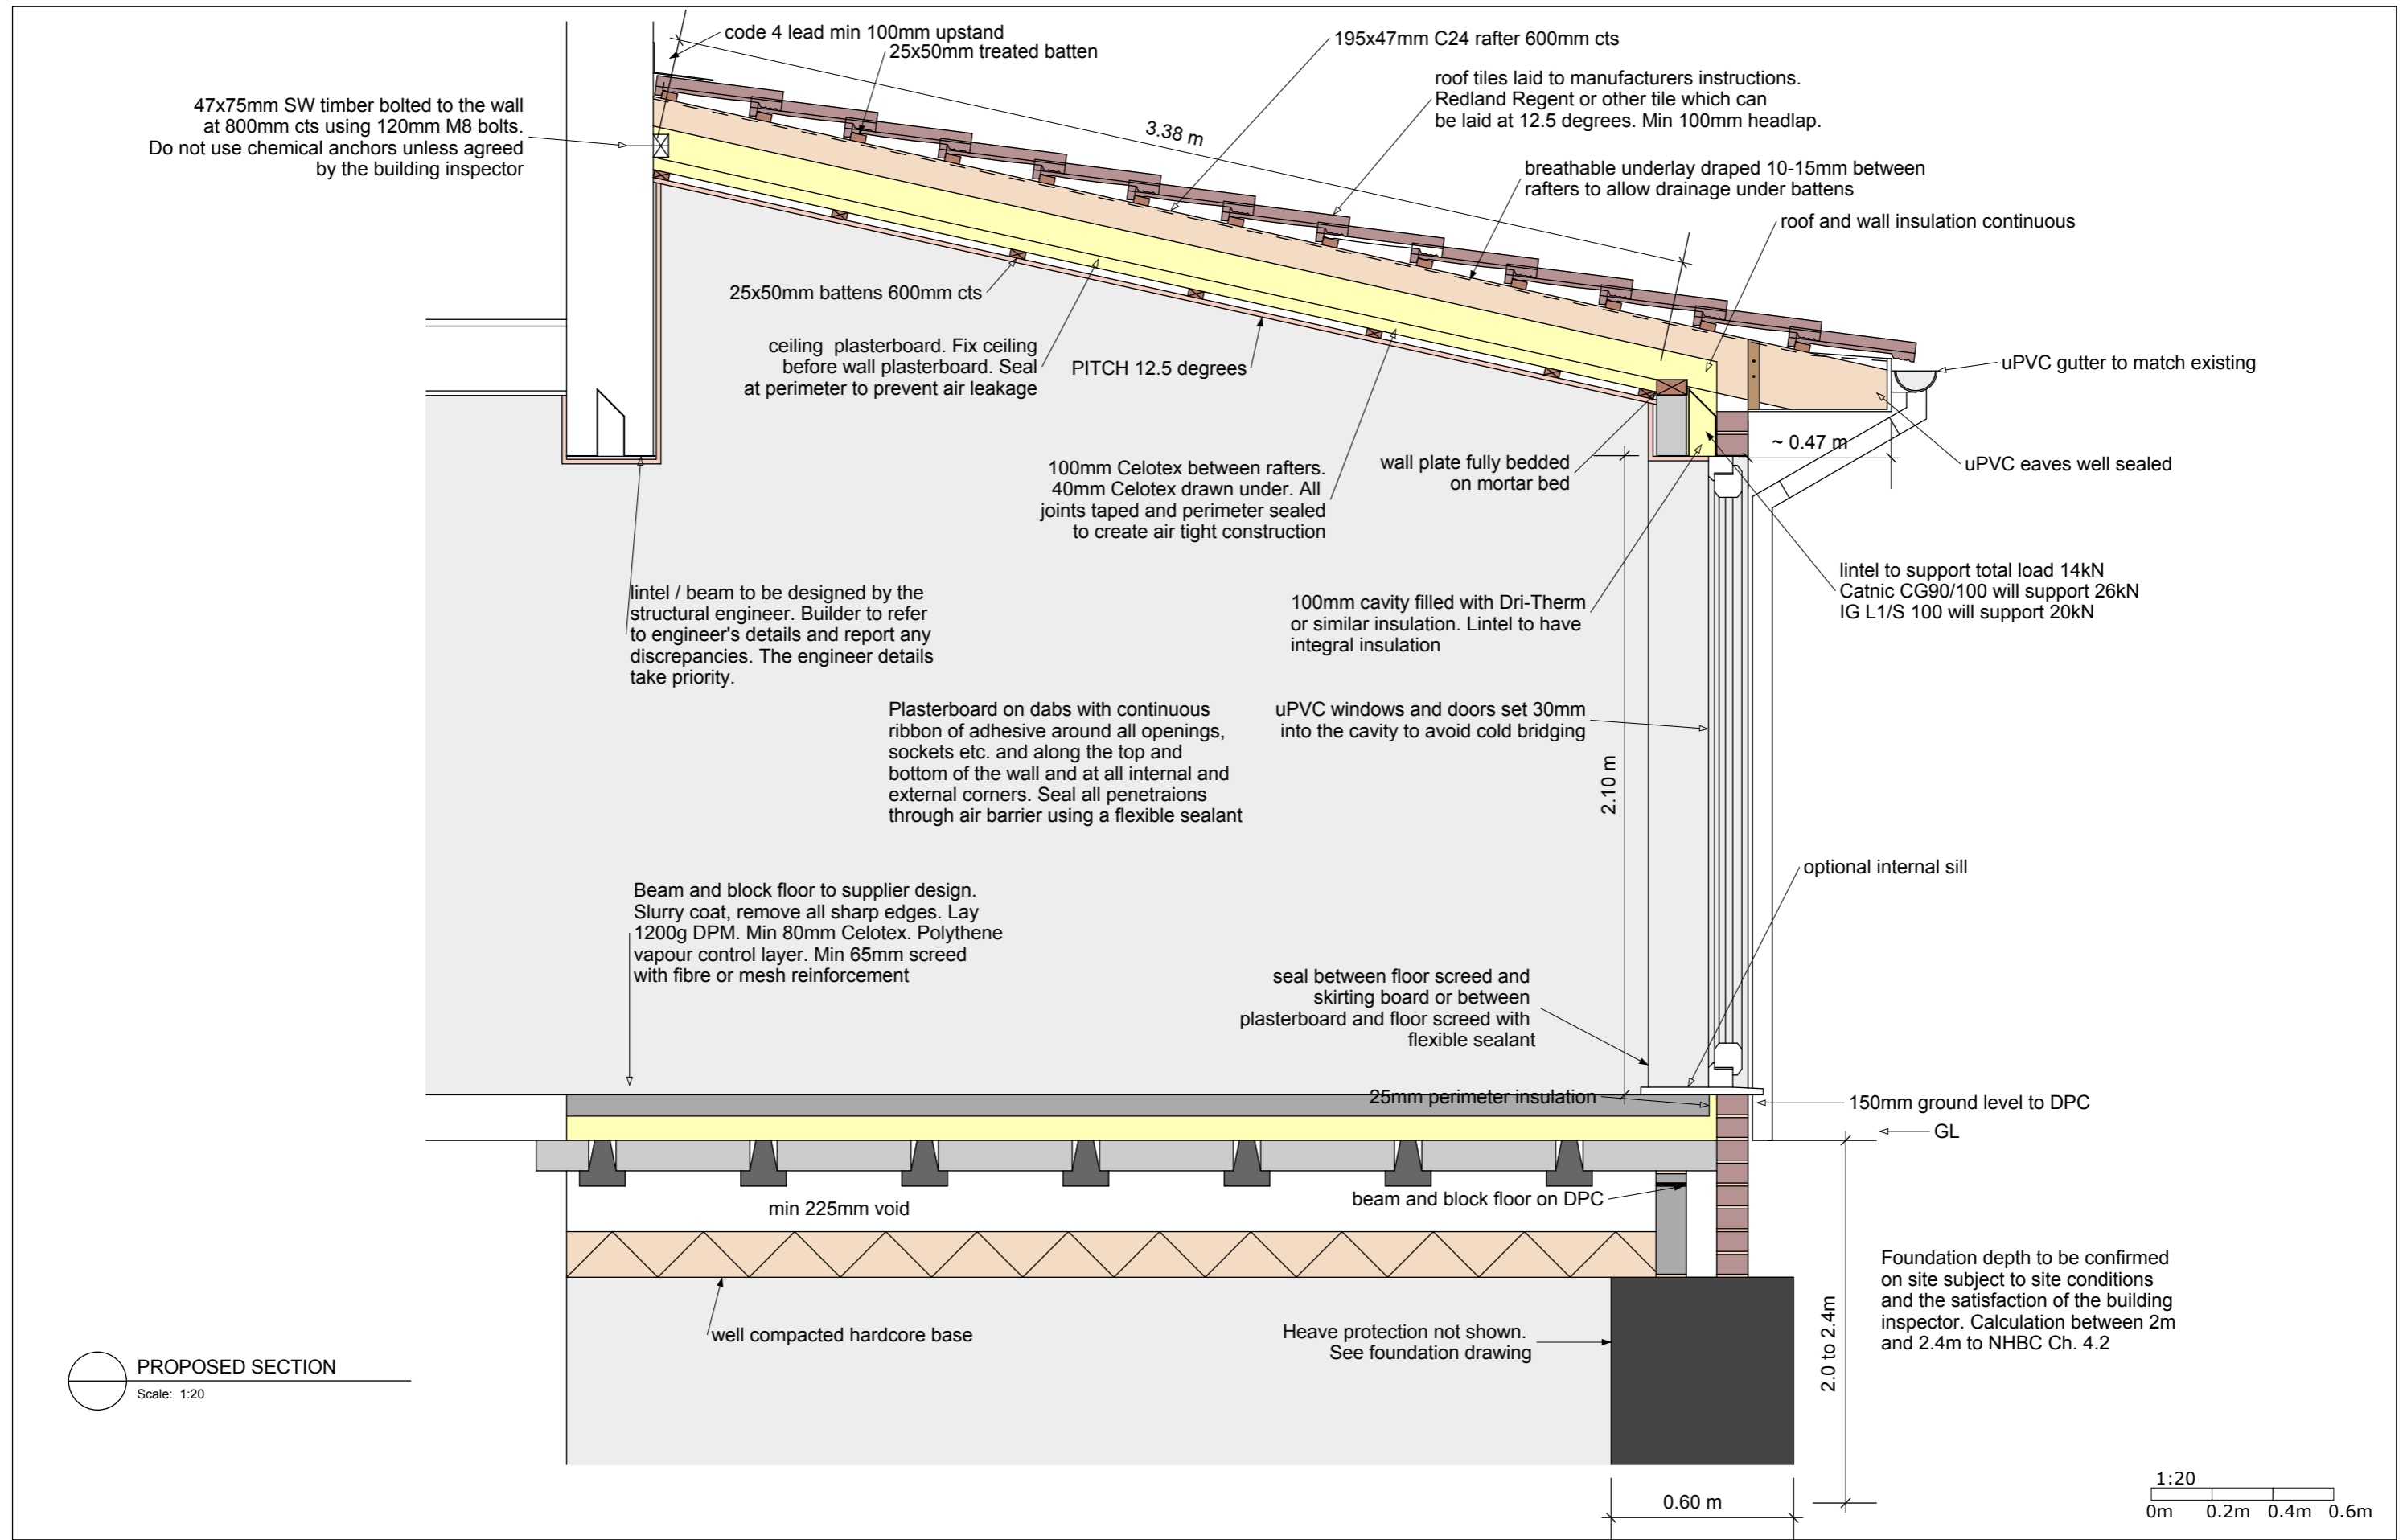 code 4 lead min 100mm upstand
25x50mm treated batten
195x47mm C24 rafter 600mm cts
roof tiles laid to manufacturers instructions.
Redland Regent or other tile which can
be laid at 12.5 degrees. Min 100mm headlap.
47x75mm SW timber bolted to the wall
at 800mm cts using 120mm M8 bolts.
Do not use chemical anchors unless agreed
by the building inspector
3.38 m
breathable underlay draped 10-15mm between
rafters to allow drainage under battens
roof and wall insulation continuous
25x50mm battens 600mm cts
ceiling plasterboard. Fix ceiling
before wall plasterboard. Seal
at perimeter to prevent air leakage
PITCH 12.5 degrees
uPVC gutter to match existing
~ 0.47 m
uPVC eaves well sealed
100mm Celotex between rafters.
40mm Celotex drawn under. All
joints taped and perimeter sealed
to create air tight construction
wall plate fully bedded
on mortar bed
lintel to support total load 14kN
Catnic CG90/100 will support 26kN
IG L1/S 100 will support 20kN
lintel / beam to be designed by the
structural engineer. Builder to refer
to engineer's details and report any
discrepancies. The engineer details
take priority.
100mm cavity filled with Dri-Therm
or similar insulation. Lintel to have
integral insulation
Plasterboard on dabs with continuous
ribbon of adhesive around all openings,
sockets etc. and along the top and
bottom of the wall and at all internal and
external corners. Seal all penetraions
through air barrier using a flexible sealant
uPVC windows and doors set 30mm
into the cavity to avoid cold bridging
2.10 m
optional internal sill
Beam and block floor to supplier design.
Slurry coat, remove all sharp edges. Lay
1200g DPM. Min 80mm Celotex. Polythene
vapour control layer. Min 65mm screed
with fibre or mesh reinforcement
seal between floor screed and
skirting board or between
plasterboard and floor screed with
flexible sealant
25mm perimeter insulation
150mm ground level to DPC
GL
min 225mm void
beam and block floor on DPC
Foundation depth to be confirmed
on site subject to site conditions
and the satisfaction of the building
inspector. Calculation between 2m
and 2.4m to NHBC Ch. 4.2
well compacted hardcore base
Heave protection not shown.
See foundation drawing
2.0 to 2.4m
PROPOSED SECTION
Scale: 1:20
0.60 m
1:20
0m 0.2m 0.4m 0.6m